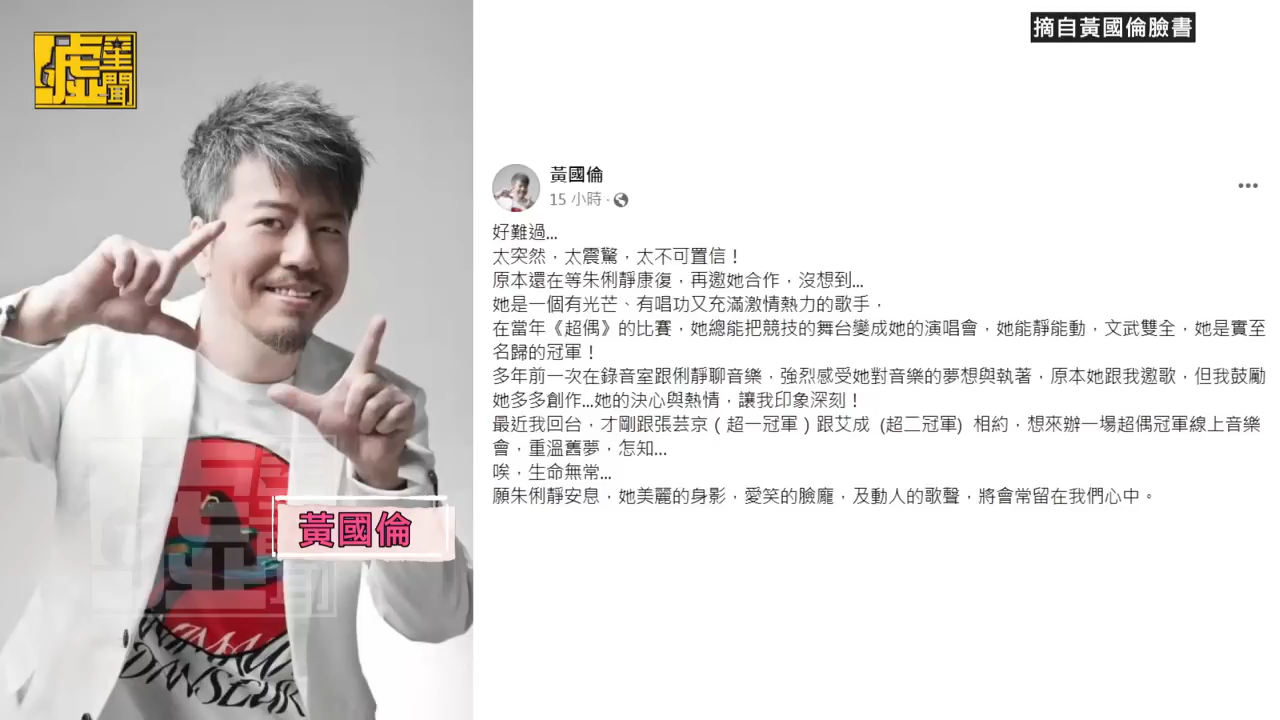 噓
星聞
摘自黃國倫臉書
黃國倫
15 小時 ·
好難過...
太突然，太震驚，太不可置信！
原本還在等朱俐靜康復，再邀她合作，沒想到...
她是一個有光芒、有唱功又充滿激情熱力的歌手，
在當年《超偶》的比賽，她總能把競技的舞台變成她的演唱會，她能靜能動，文武雙全，她是實至
名歸的冠軍！
多年前一次在錄音室跟俐靜聊音樂，強烈感受她對音樂的夢想與執著，原本她跟我邀歌，但我鼓勵
她多多創作...她的決心與熱情，讓我印象深刻！
最近我回台，才剛跟張芸京（超一冠軍）跟艾成 (超二冠軍) 相約，想來辦一場超偶冠軍線上音樂
會，重溫舊夢，怎知...
唉，生命無常...
願朱俐靜安息，她美麗的身影，愛笑的臉龐，及動人的歌聲，將會常留在我們心中。
黃國倫